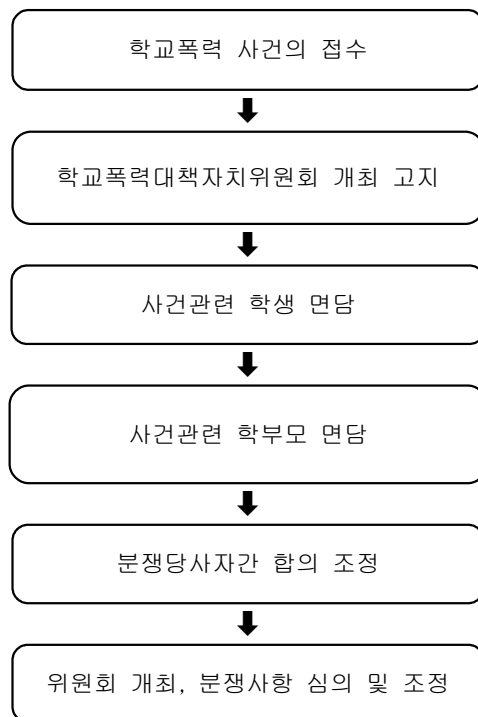 학교폭력 사건의 접수
학교폭력대책자치위원회 개최 고지
사건관련 학생 면담
사건관련 학부모 면담
분쟁당사자간 합의 조정
위원회 개최, 분쟁사항 심의 및 조정